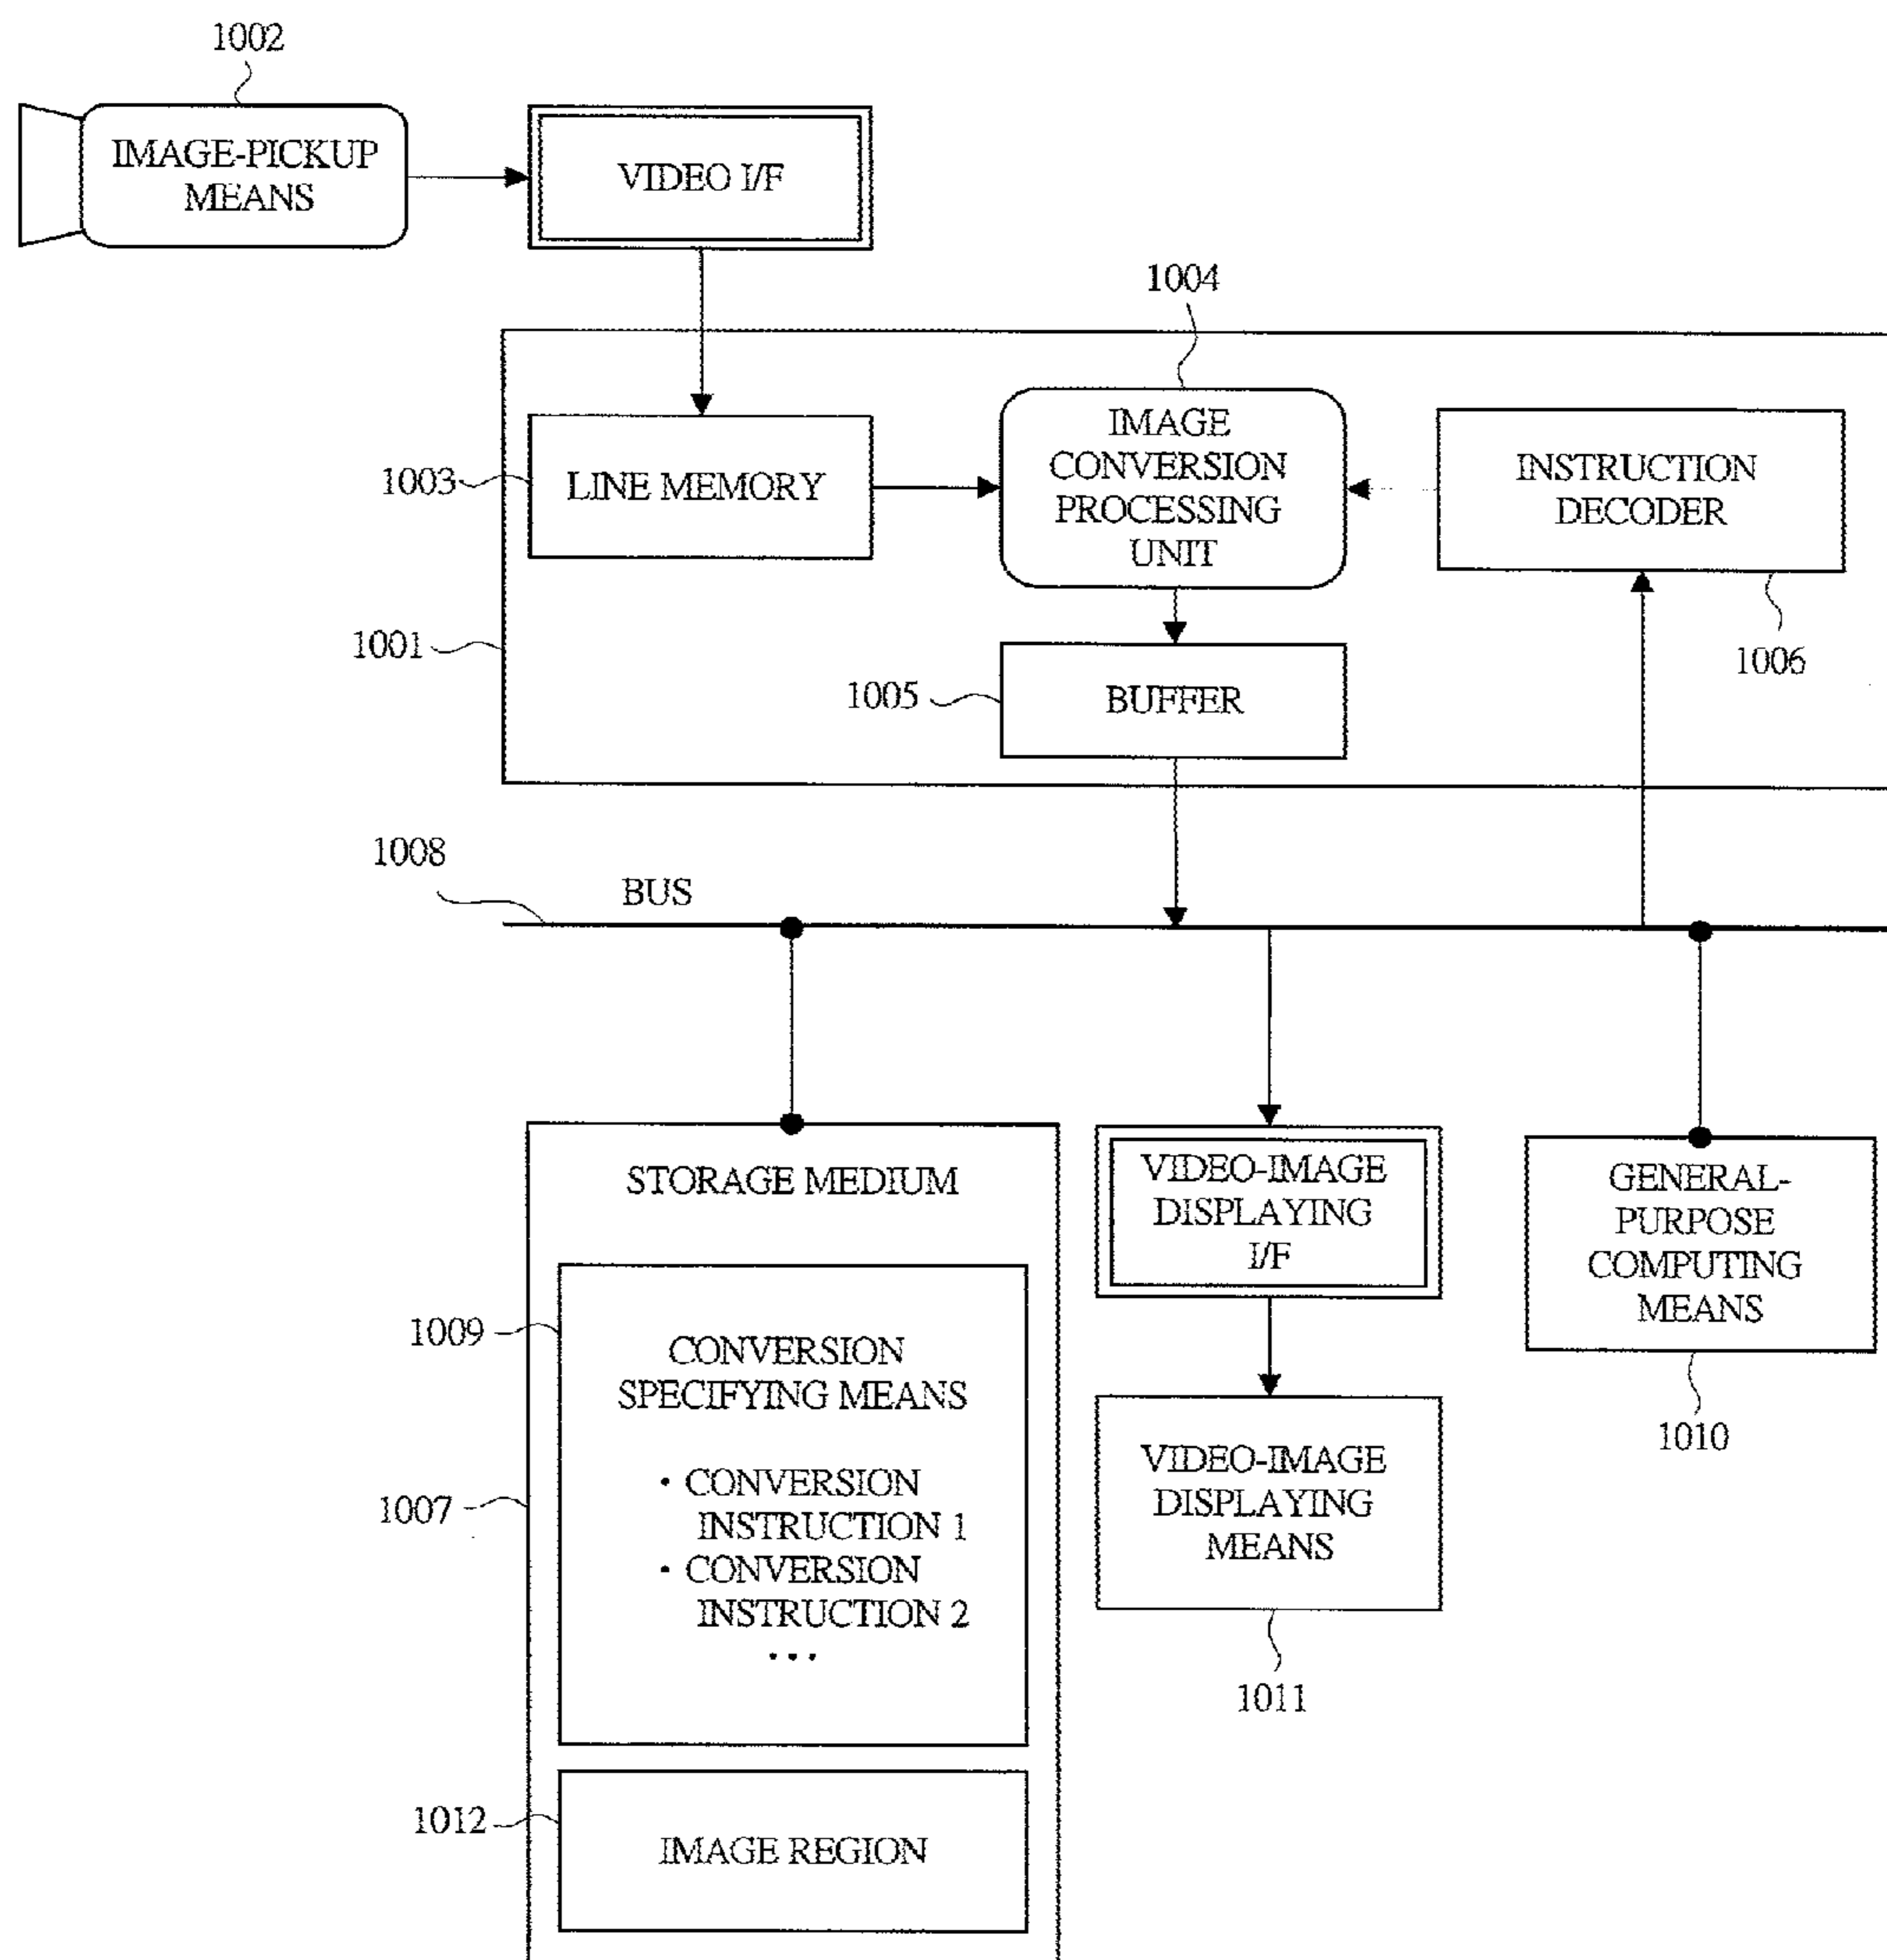 1002
IMAGE-PICKUP
MEANS
VIDEO I/F
1004
1003
LINE MEMORY
IMAGE
CONVERSION
PROCESSING
UNIT
INSTRUCTION
DECODER
1001
1005
BUFFER
1006
1008
BUS
STORAGE MEDIUM
1009
CONVERSION
SPECIFYING MEANS
1007
・CONVERSION
INSTRUCTION 1
・CONVERSION
INSTRUCTION 2
・・・
1012
IMAGE REGION
VIDEO-IMAGE
DISPLAYING
I/F
VIDEO-IMAGE
DISPLAYING
MEANS
1011
GENERAL-
PURPOSE
COMPUTING
MEANS
1010